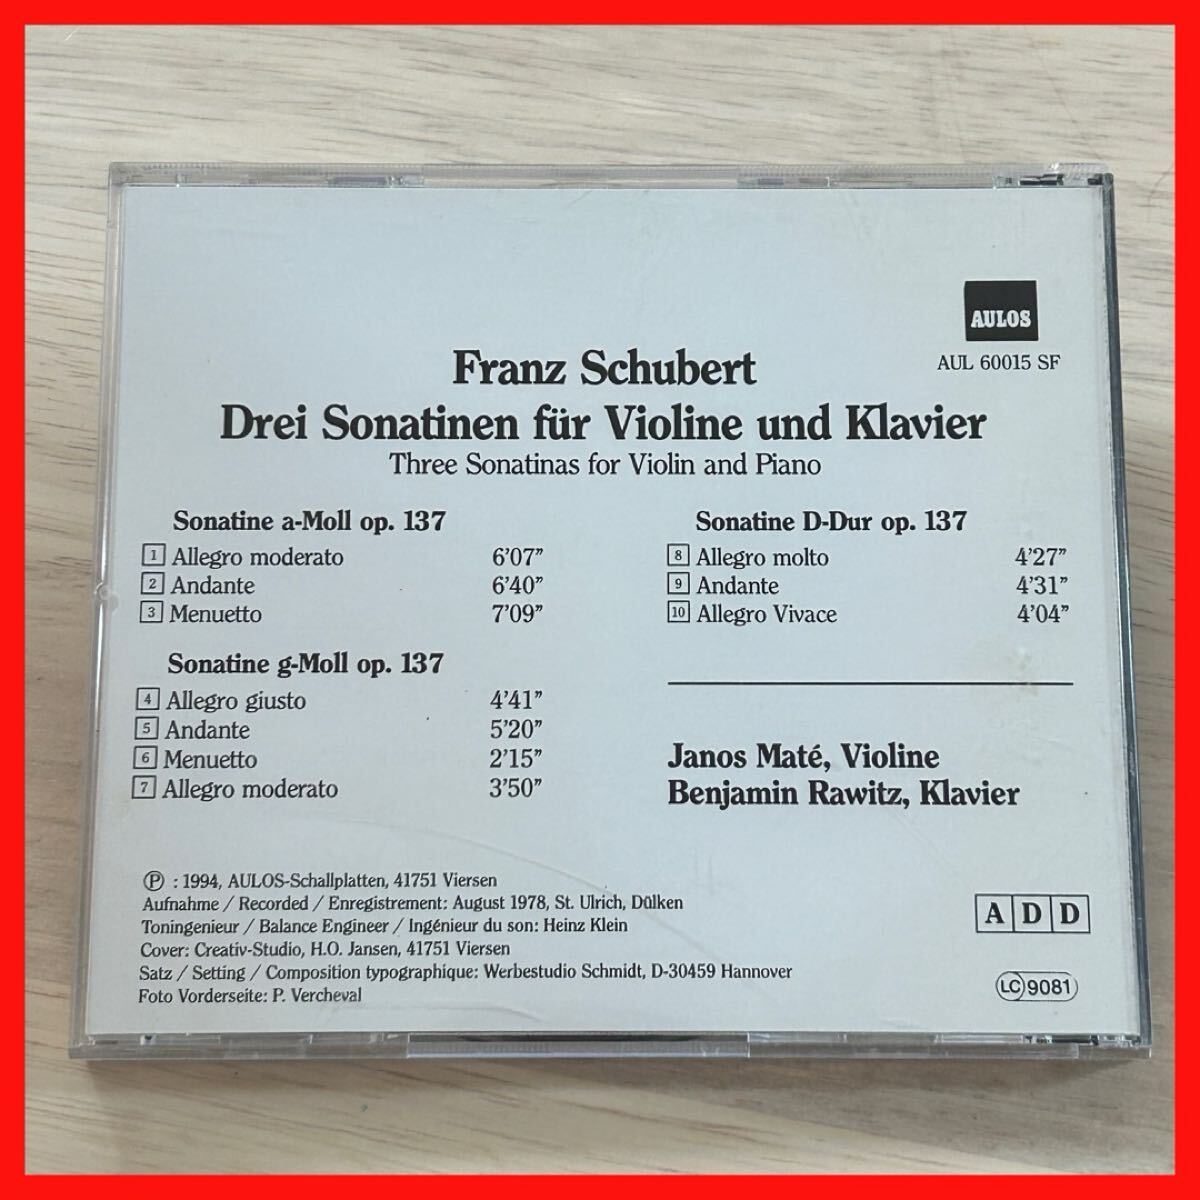 AULOS
AUL 60015 SF
Franz Schubert
Drei Sonatinen für Violine und Klavier
Three Sonatinas for Violin and Piano
Sonatine a-Moll op. 137
1 Allegro moderato 6’07”
2 Andante 6’40”
3 Menuetto 7’09”
Sonatine g-Moll op. 137
4 Allegro giusto 4’41”
5 Andante 5’20”
6 Menuetto 2’15”
7 Allegro moderato 3’50”
Sonatine D-Dur op. 137
8 Allegro molto 4’27”
9 Andante 4’31”
10 Allegro Vivace 4’04”
Janos Maté, Violine
Benjamin Rawitz, Klavier
Ⓟ : 1994, AULOS-Schallplatten, 41751 Viersen
Aufnahme / Recorded / Enregistrement: August 1978, St. Ulrich, Dülken
Toningenieur / Balance Engineer / Ingénieur du son: Heinz Klein
Cover: Creativ-Studio, H.O. Jansen, 41751 Viersen
Satz / Setting / Composition typographique: Werbestudio Schmidt, D-30459 Hannover
Foto Vorderseite: P. Vercheval
A D D
LC 9081